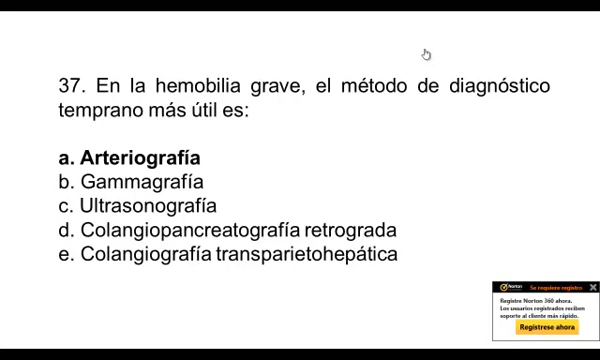 37. En la hemobilia grave, el método de diagnóstico
temprano más útil es:
a. Arteriografía
b. Gammagrafía
c. Ultrasonografía
d. Colangiopancreatografía retrograda
e. Colangiografía transparietohepática
Norton
Se requiere registro
Registre Norton 360 ahora.
Los usuarios registrados reciben
soporte al cliente más rápido.
Regístrese ahora